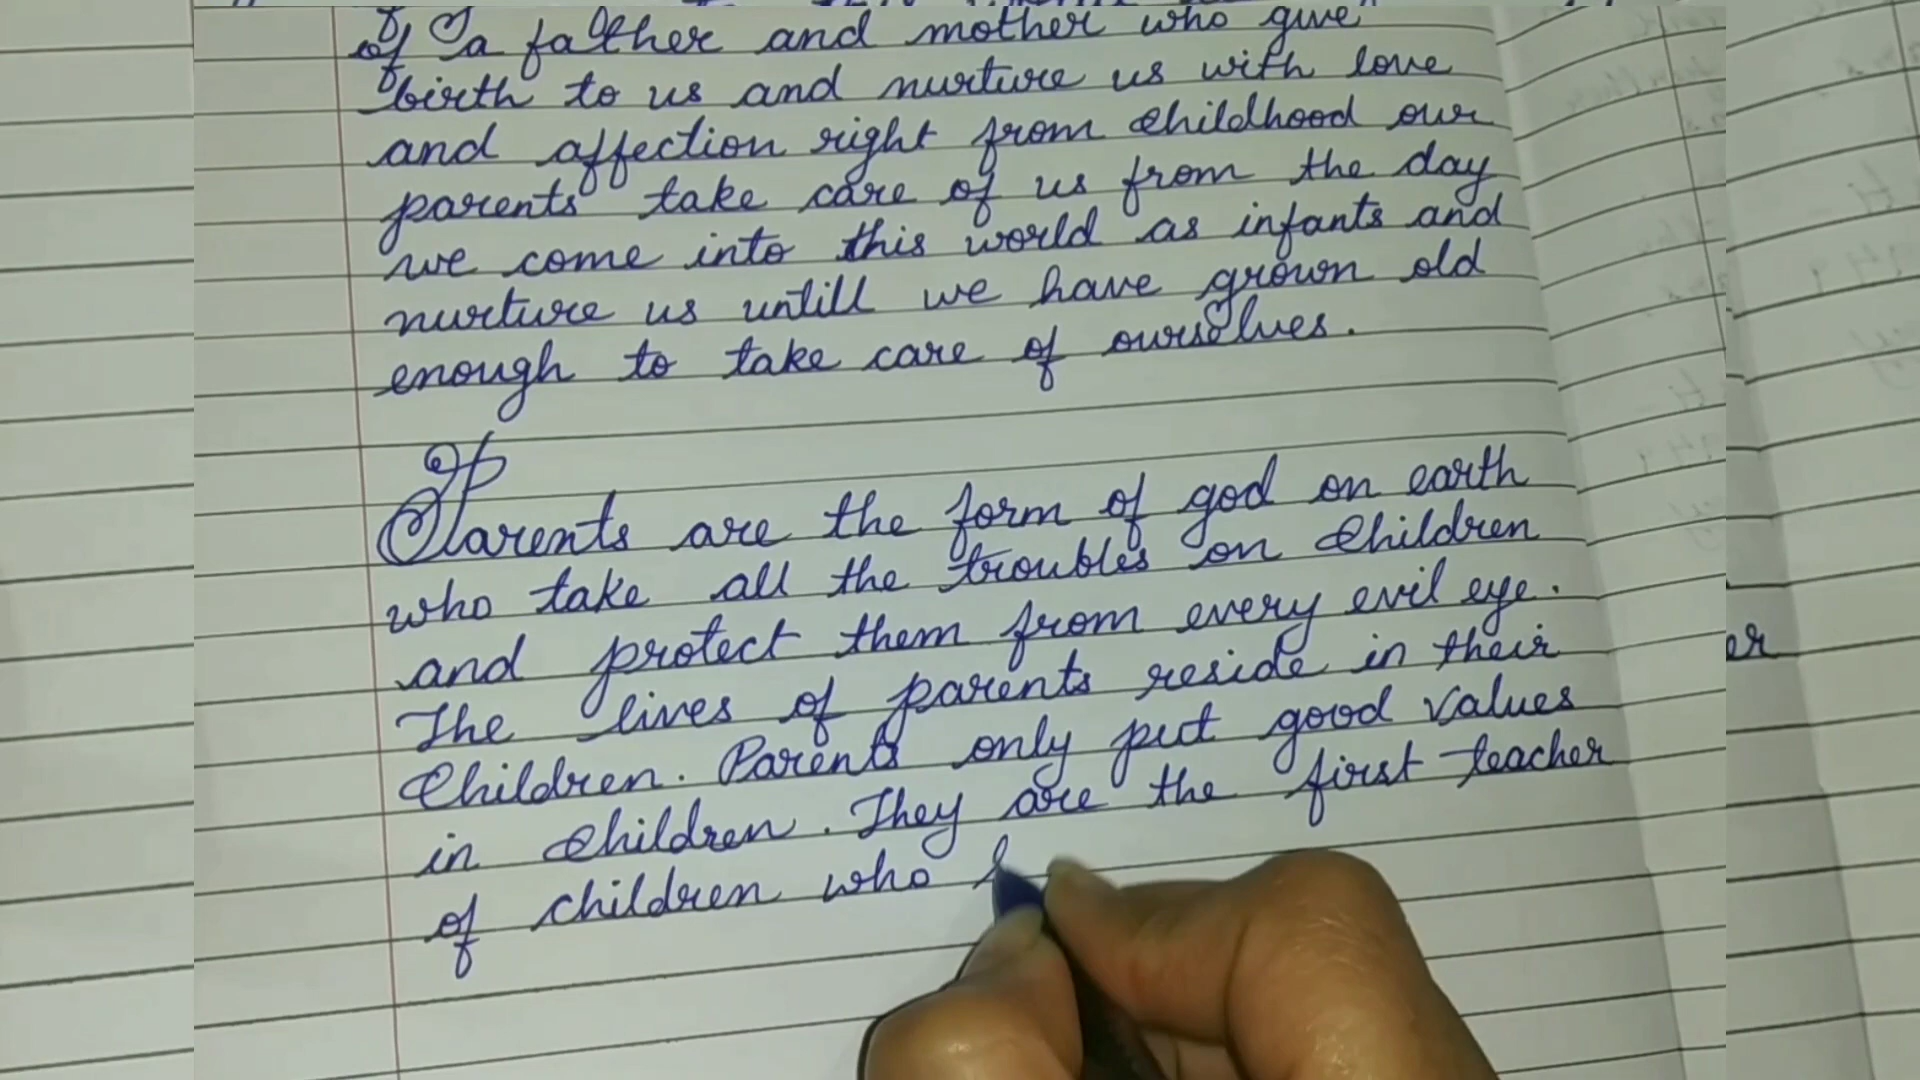 of a father and mother who give
birth to us and nurture us with love
and affection right from childhood our
parents take care of us from the day
we come into this world as infants and
nurture us untill we have grown old
enough to take care of ourselves.
Parents are the form of god on earth
who take all the troubles on children
and protect them from every evil eye.
The lives of parents reside in their
Children. Parents only put good values
in children. They are the first teacher
of children who
er